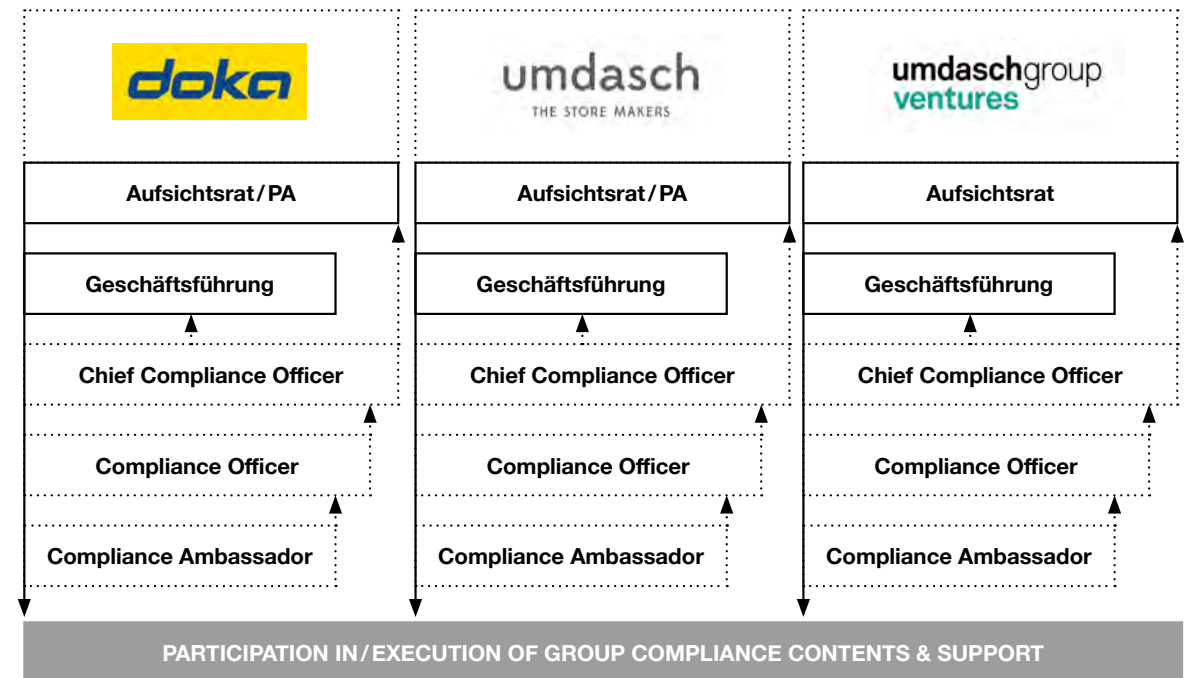 doka
umdasch
THE STORE MAKERS
umdaschgroup
ventures
Aufsichtsrat/PA
Aufsichtsrat/PA
Aufsichtsrat
Geschäftsführung
Geschäftsführung
Geschäftsführung
Chief Compliance Officer
Chief Compliance Officer
Chief Compliance Officer
Compliance Officer
Compliance Officer
Compliance Officer
Compliance Ambassador
Compliance Ambassador
Compliance Ambassador
PARTICIPATION IN/EXECUTION OF GROUP COMPLIANCE CONTENTS & SUPPORT